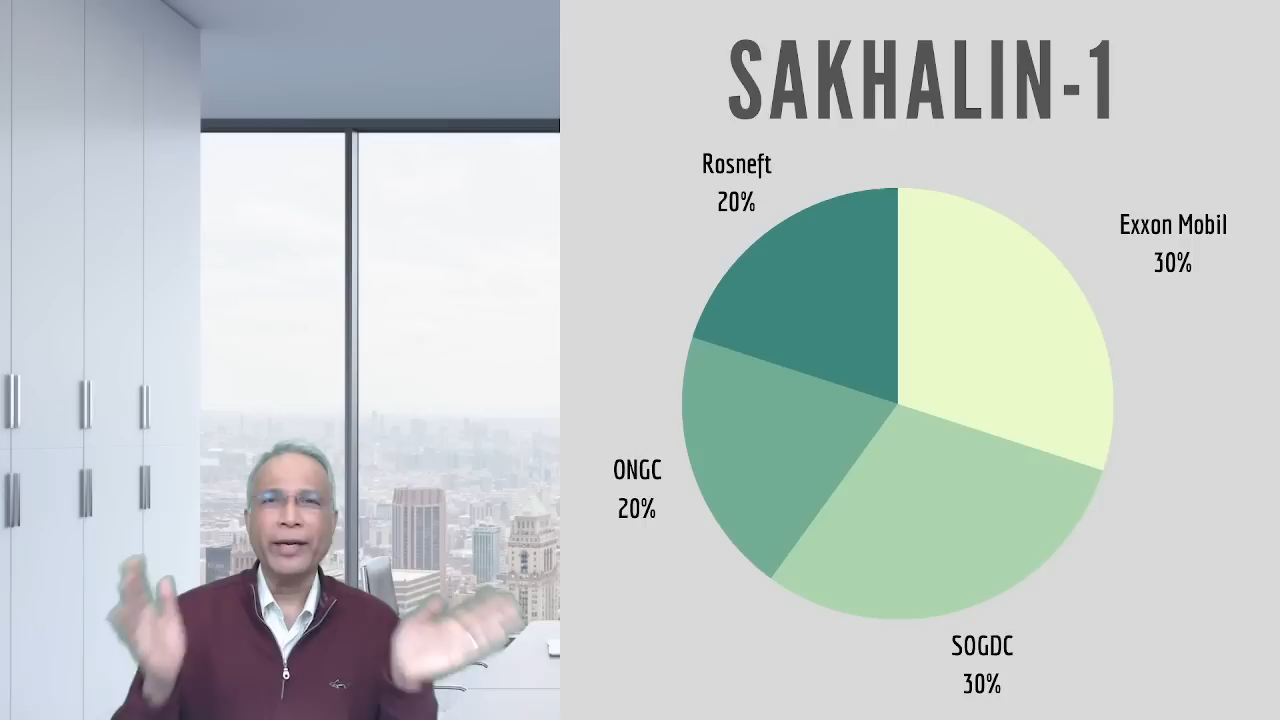 SAKHALIN-1
Rosneft
20%
Exxon Mobil
30%
ONGC
20%
SOGDC
30%